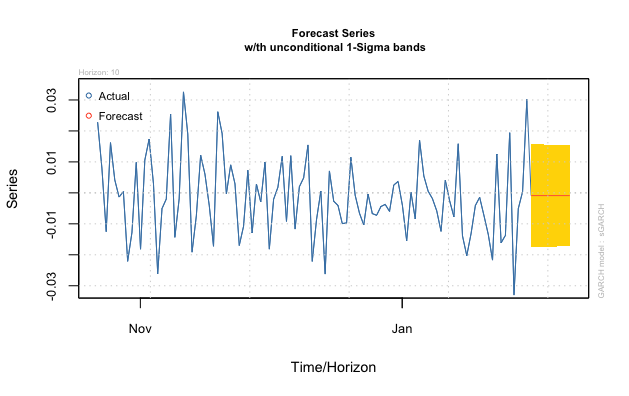 Forecast Series
w/th unconditional 1-Sigma bands
Horizon: 10
Actual
Forecast
0.03
0.01
-0.01
-0.03
Series
Nov
Jan
Time/Horizon
GARCH model : sGARCH